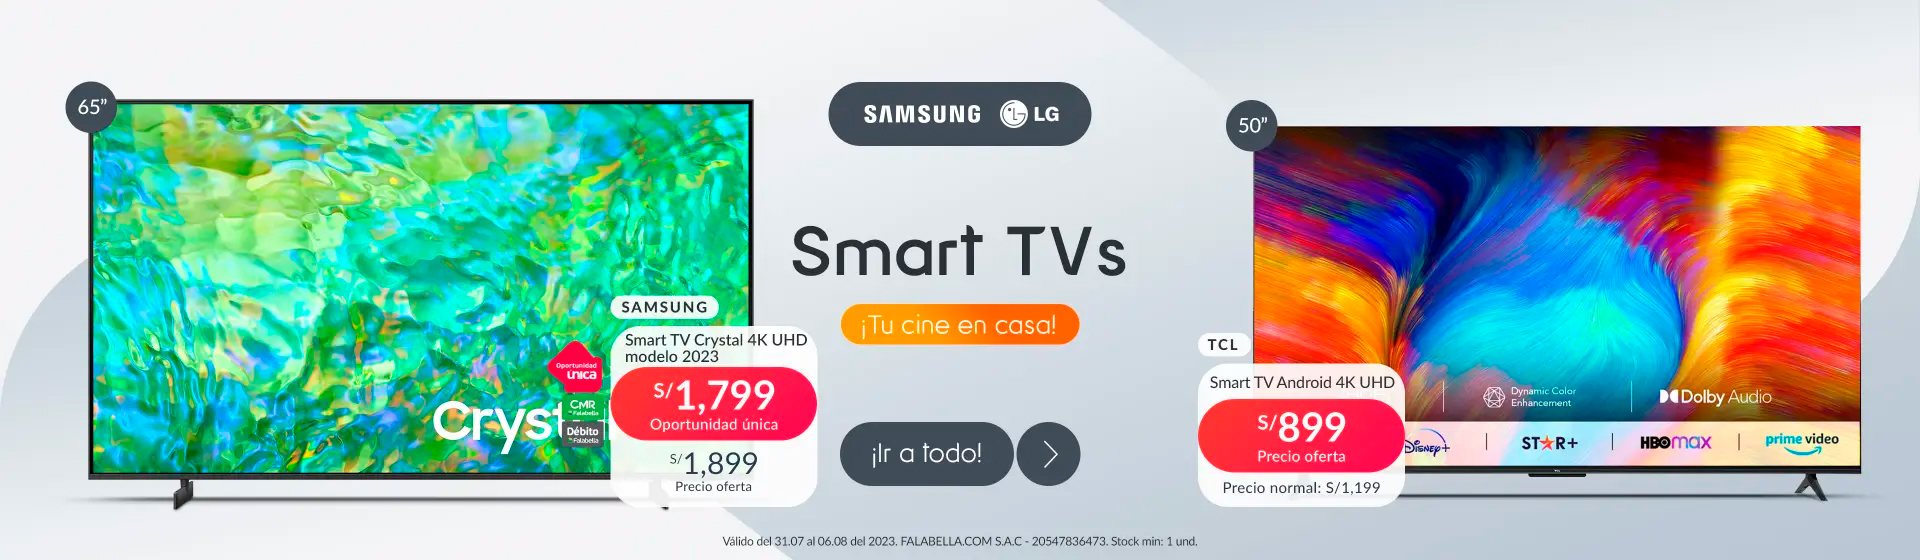 65”
Crystal
SAMSUNG
Smart TV Crystal 4K UHD
modelo 2023
Oportunidad
única
CMR
Falabella
Débito
Falabella
S/1,799
Oportunidad única
S/1,899
Precio oferta
SAMSUNG LG
Smart TVs
¡Tu cine en casa!
¡Ir a todo!
50”
TCL
Smart TV Android 4K UHD
S/899
Precio oferta
Precio normal: S/1,199
Dynamic Color
Enhancement
Dolby Audio
Disney+
STAR+
HBOmax
prime video
Válido del 31.07 al 06.08 del 2023. FALABELLA.COM S.A.C - 20547836473. Stock min: 1 und.